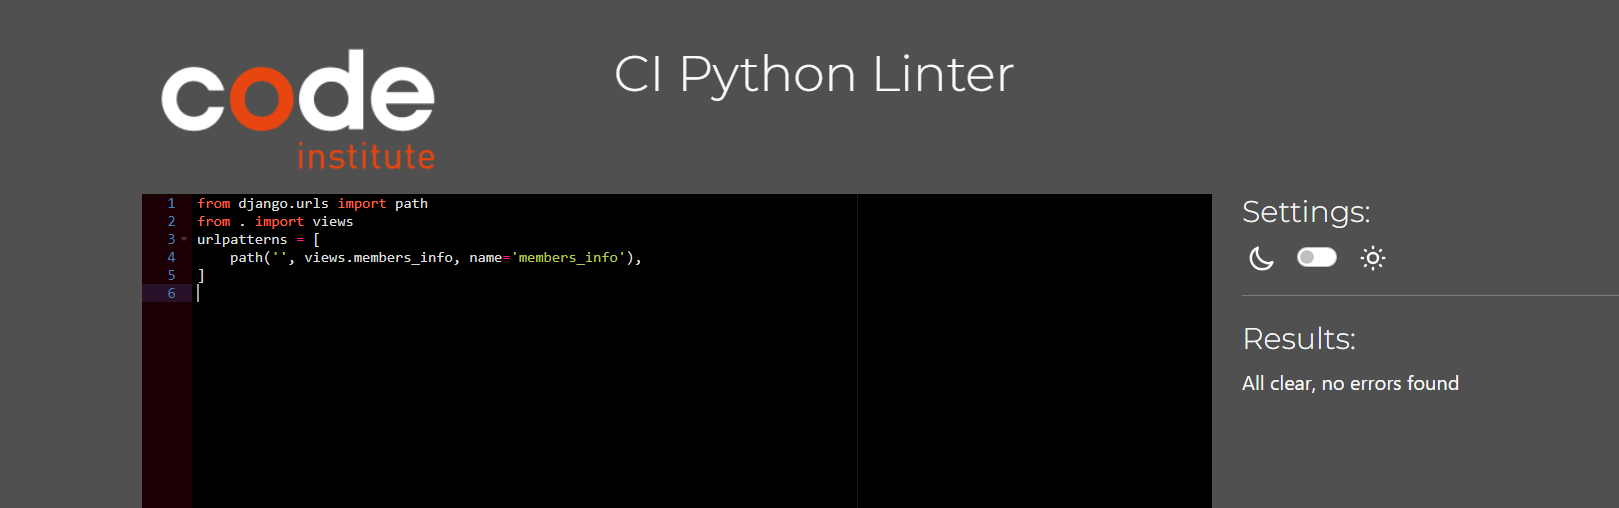 code
institute
CI Python Linter
1 from django.urls import path
2 from . import views
3 urlpatterns = [
4     path('', views.members_info, name='members_info'),
5 ]
6
Settings:
Results:
All clear, no errors found